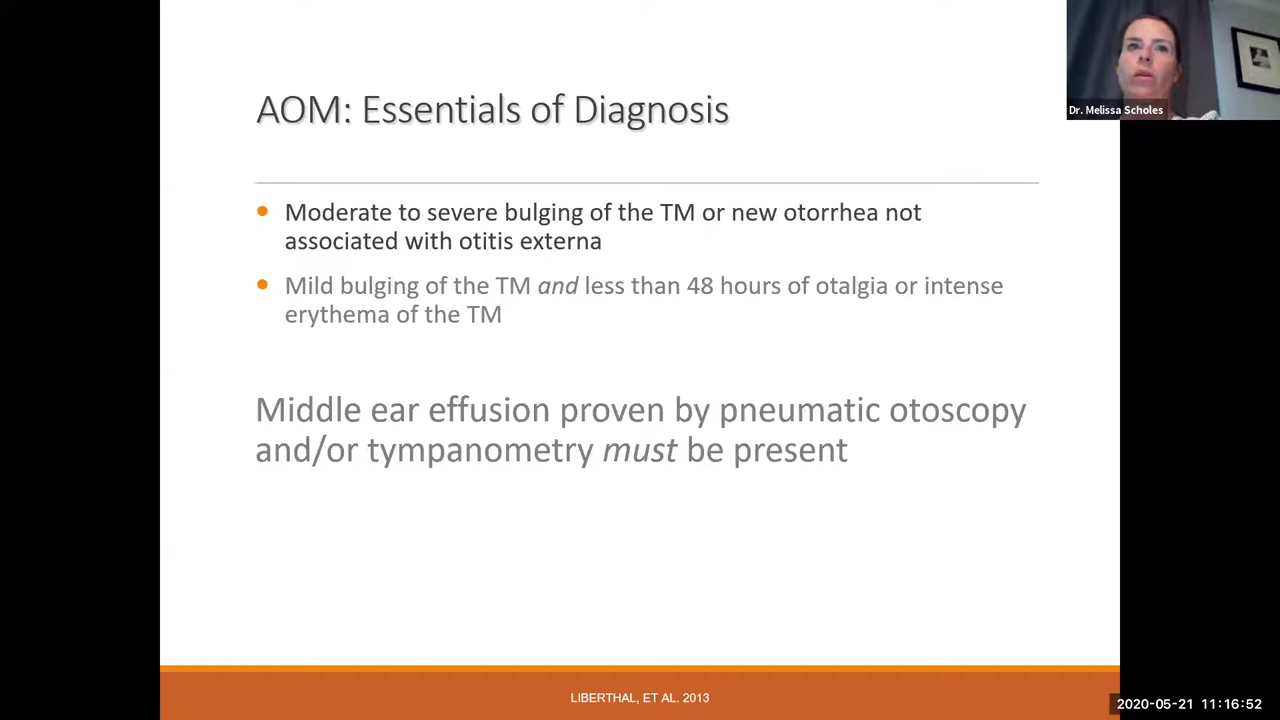 Dr. Melissa Scholes
AOM: Essentials of Diagnosis
Moderate to severe bulging of the TM or new otorrhea not
associated with otitis externa
Mild bulging of the TM and less than 48 hours of otalgia or intense
erythema of the TM
Middle ear effusion proven by pneumatic otoscopy
and/or tympanometry must be present
LIBERTHAL, ET AL. 2013
2020-05-21 11:16:52